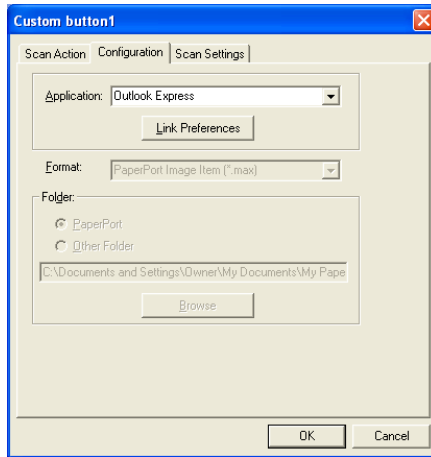 Custom button1
Scan Action Configuration Scan Settings
Application: Outlook Express
Link Preferences
Format: PaperPort Image Item (*.max)
Folder:
PaperPort
Other Folder
C:\Documents and Settings\Owner\My Documents\My Pape
Browse
OK Cancel